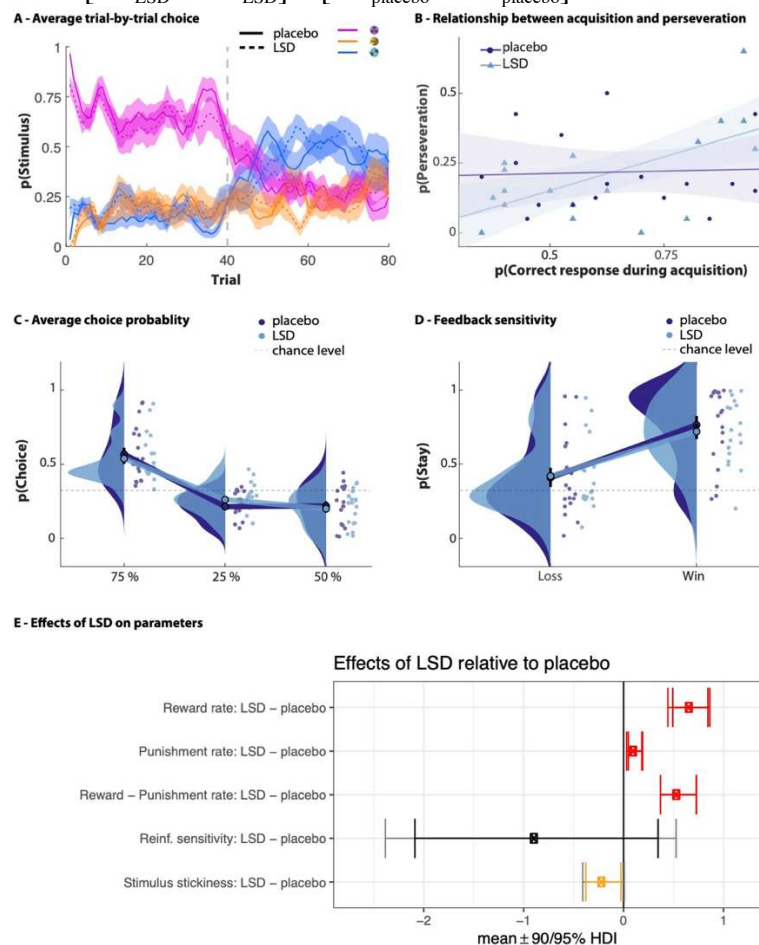 LSD LSD placebo placebo
A - Average trial-by-trial choice
placebo
LSD
p(Stimulus)
1
0.75
0.5
0.25
0
0 20 40 60 80
Trial
B - Relationship between acquisition and perseveration
placebo
LSD
p(Perseveration)
0.5
0.25
0
0.5 0.75
p(Correct response during acquisition)
C - Average choice probablity
placebo
LSD
chance level
p(Choice)
1
0.5
0
75 % 25 % 50 %
D - Feedback sensitivity
placebo
LSD
chance level
p(Stay)
1
0.5
0
Loss Win
E - Effects of LSD on parameters
Effects of LSD relative to placebo
Reward rate: LSD – placebo
Punishment rate: LSD – placebo
Reward – Punishment rate: LSD – placebo
Reinf. sensitivity: LSD – placebo
Stimulus stickiness: LSD – placebo
-2 -1 0 1
mean ± 90/95% HDI